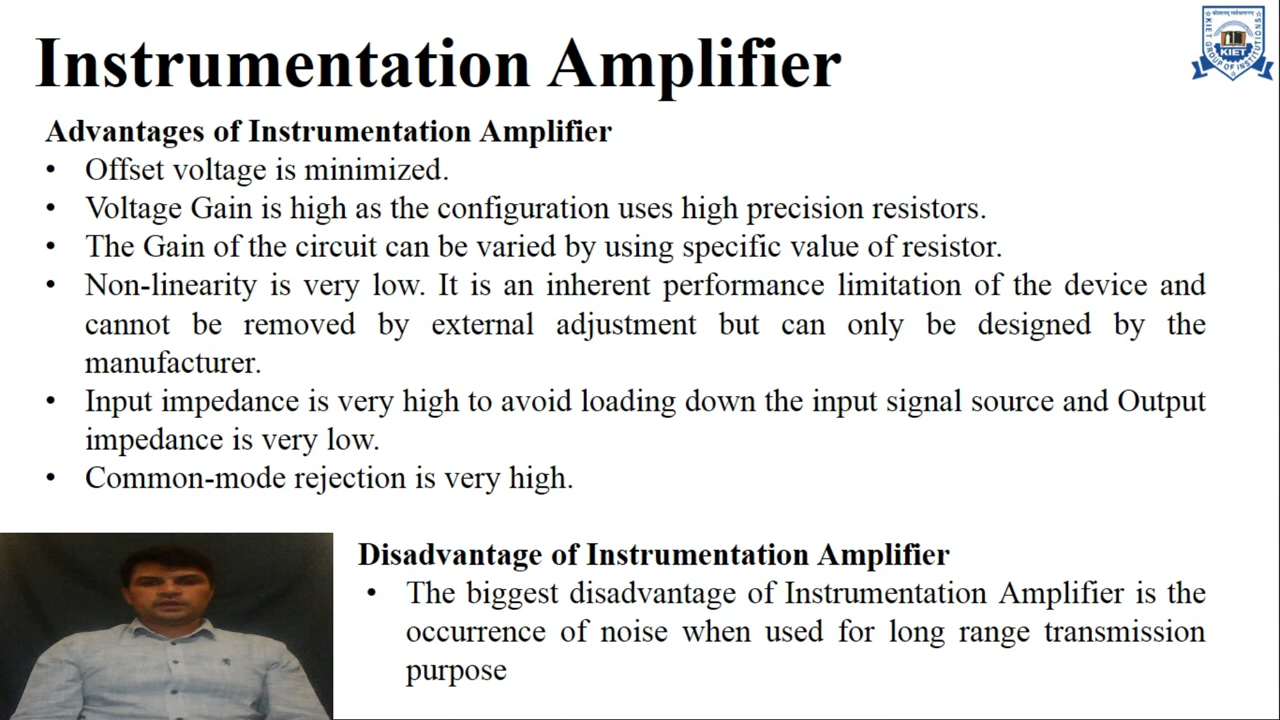 Instrumentation Amplifier
KIET GROUP OF INSTITUTIONS
KIET
Advantages of Instrumentation Amplifier
• Offset voltage is minimized.
• Voltage Gain is high as the configuration uses high precision resistors.
• The Gain of the circuit can be varied by using specific value of resistor.
• Non-linearity is very low. It is an inherent performance limitation of the device and
cannot be removed by external adjustment but can only be designed by the
manufacturer.
• Input impedance is very high to avoid loading down the input signal source and Output
impedance is very low.
• Common-mode rejection is very high.
Disadvantage of Instrumentation Amplifier
• The biggest disadvantage of Instrumentation Amplifier is the
occurrence of noise when used for long range transmission
purpose